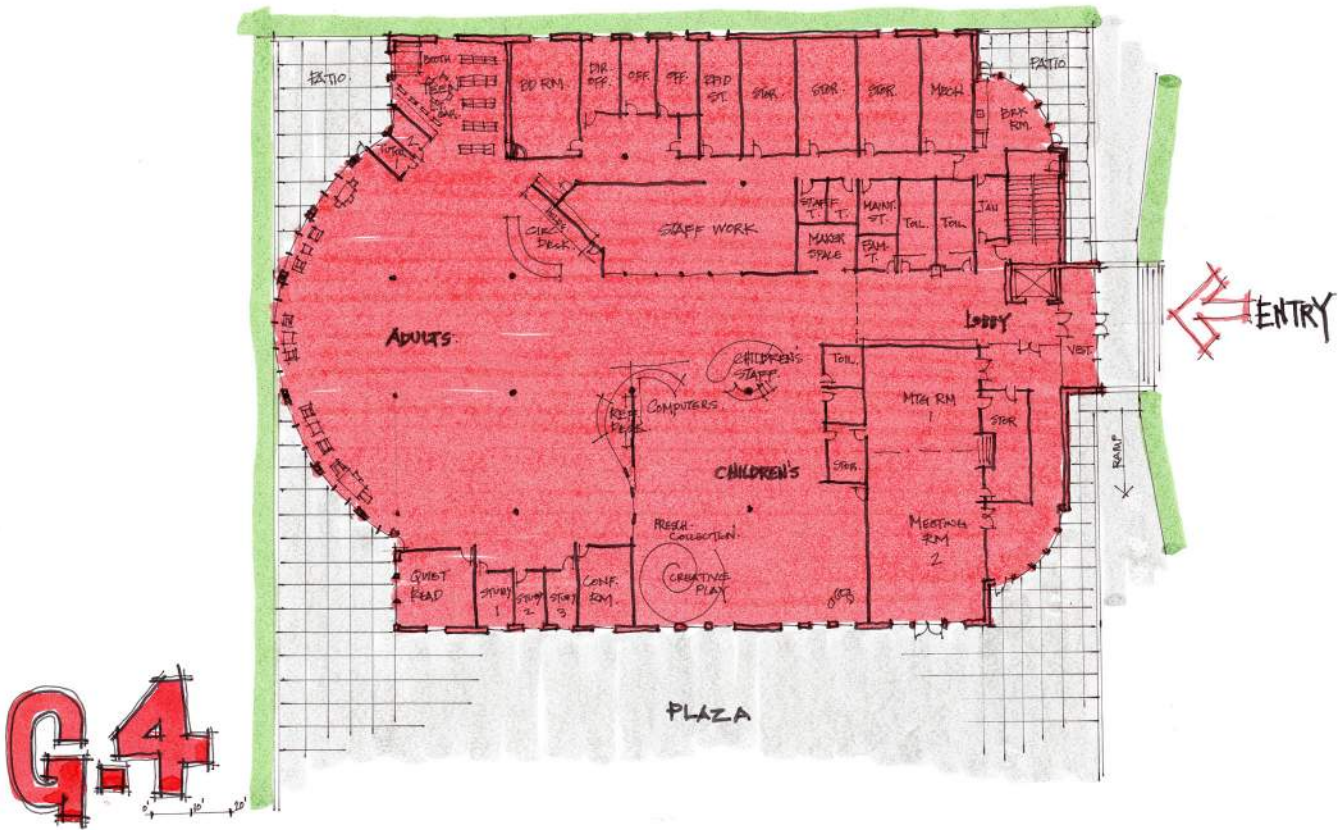 PATIO
BOOTH
BD RM
DIR
OFF.
OFF.
OFF.
RFID
ST.
STOR.
STOR.
STOR.
MECH
PATIO
BRK
RM.
STAFF
T. T.
MAINT.
ST.
TOIL.
TOIL.
JAN
CIRC.
DESK.
STAFF WORK
MAKER
SPACE
FAM.
T.
ENTRY
LOBBY
VEST.
ADULTS
CHILDREN'S
STAFF
TOIL.
COMPUTERS
REF.
DESK
MTG RM
1
STOR
CHILDREN'S
STOR.
RAMP
PRESCH.
COLLECTION.
MEETING
RM
2
QUIET
READ
STUDY
1
STUDY
2
STUDY
3
CONF.
RM.
CREATIVE
PLAY
PLAZA
G.4
0' 10' 20'